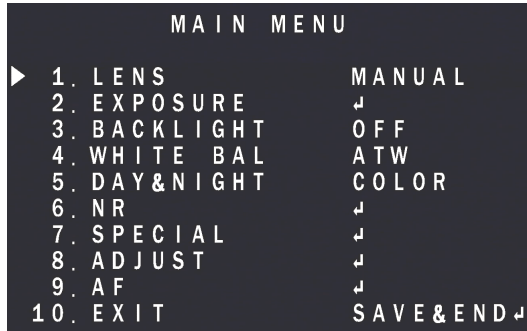 MAIN MENU
▶ 1. LENS MANUAL
2. EXPOSURE ↲
3. BACKLIGHT OFF
4. WHITE BAL ATW
5. DAY&NIGHT COLOR
6. NR ↲
7. SPECIAL ↲
8. ADJUST ↲
9. AF ↲
10. EXIT SAVE&END↲